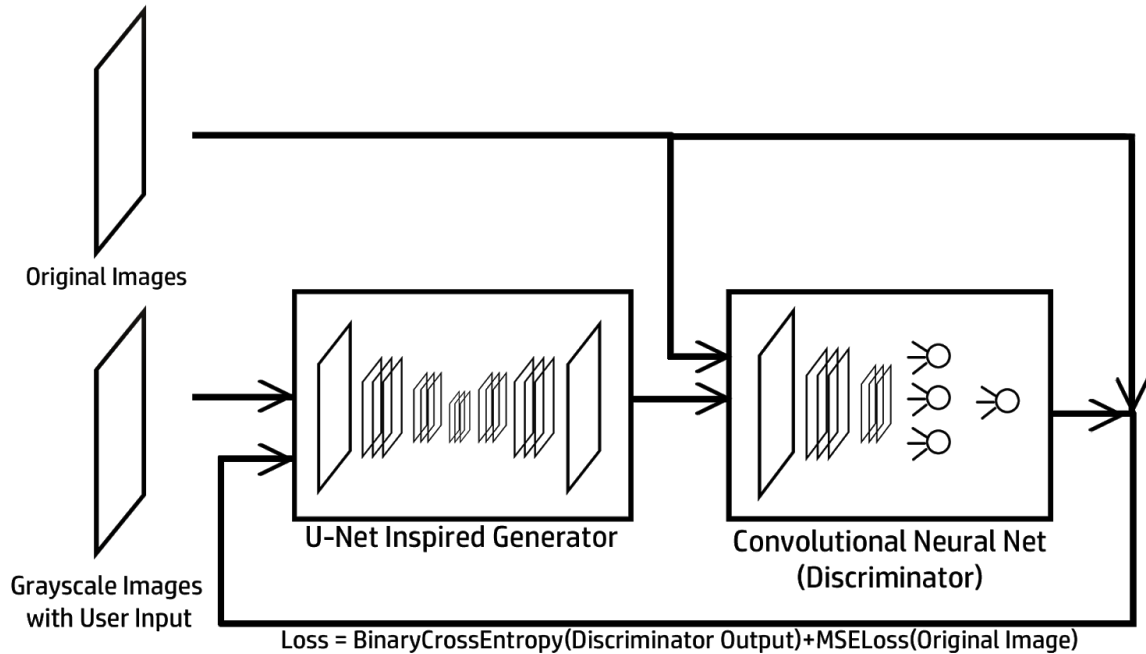 Original Images
Grayscale Images
with User Input
U-Net Inspired Generator
Convolutional Neural Net
(Discriminator)
Loss = BinaryCrossEntropy(Discriminator Output)+MSELoss(Original Image)